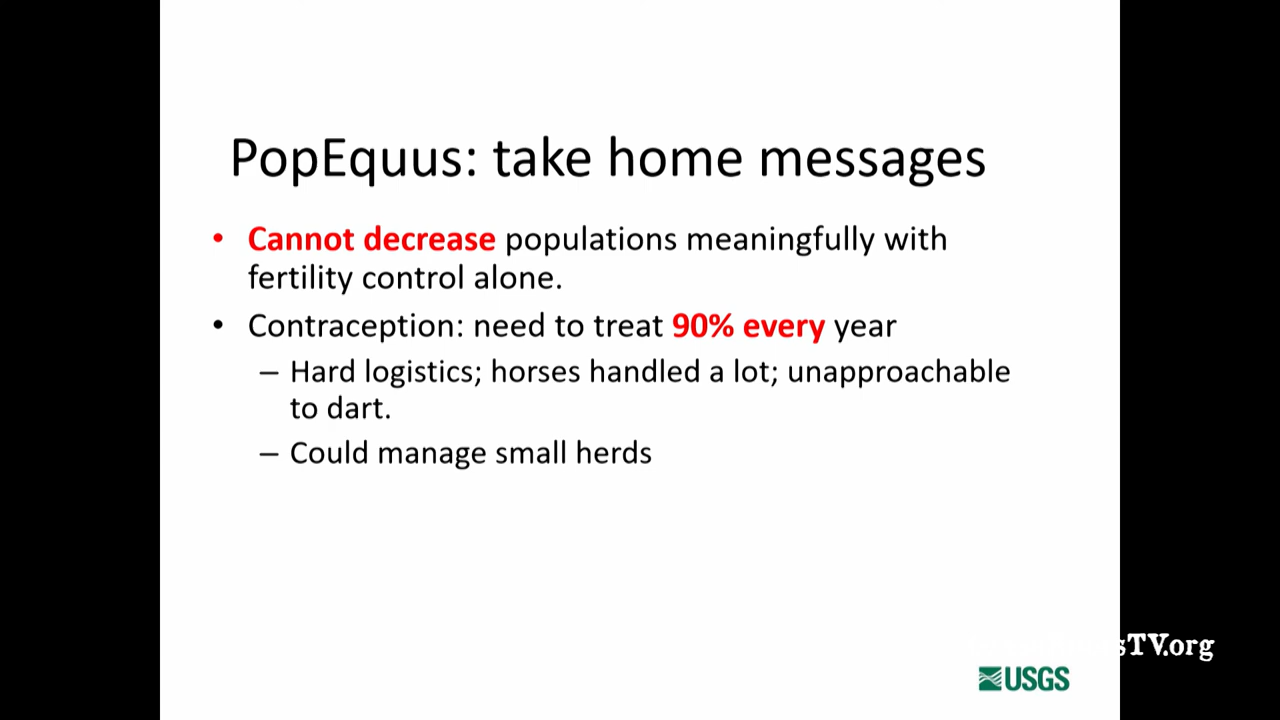 PopEquus: take home messages
• Cannot decrease populations meaningfully with
fertility control alone.
• Contraception: need to treat 90% every year
– Hard logistics; horses handled a lot; unapproachable
to dart.
– Could manage small herds
TV.org
USGS